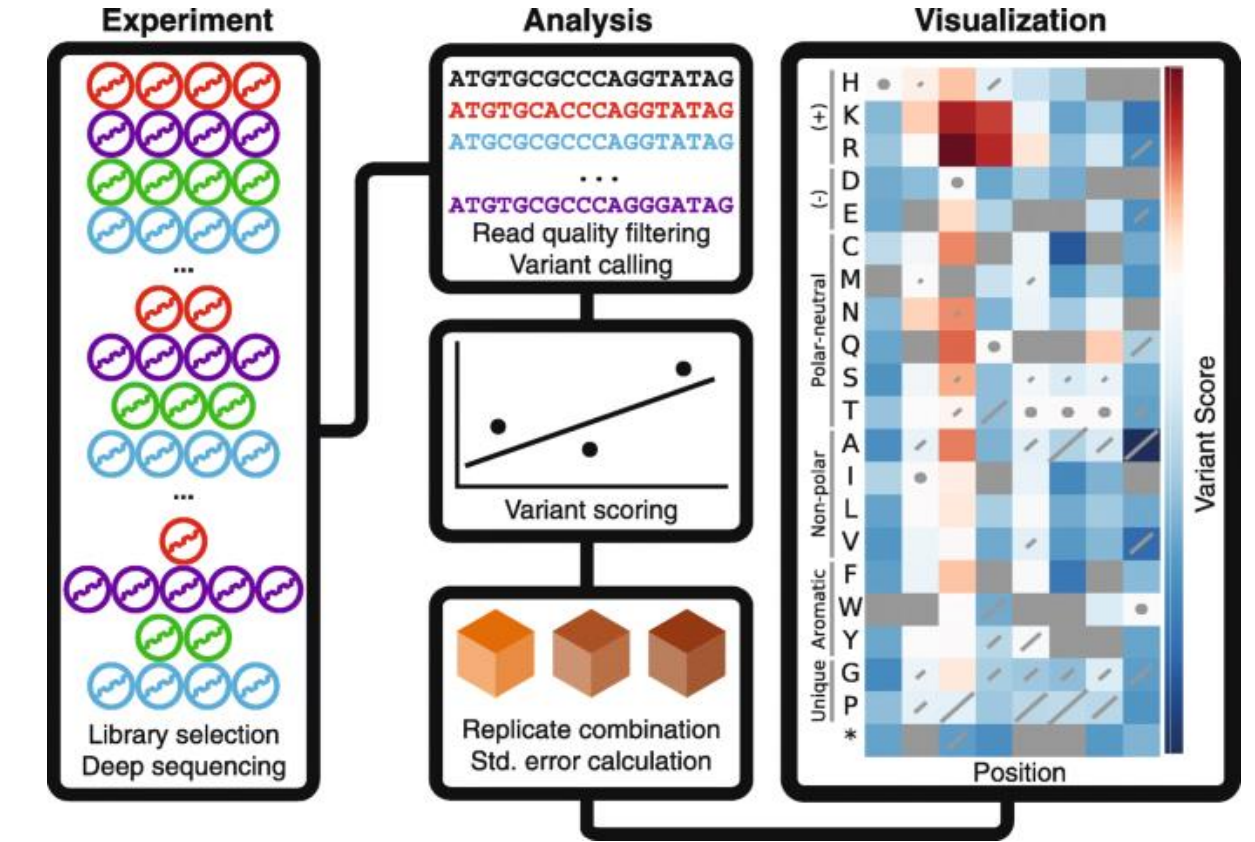 Experiment
Library selection
Deep sequencing
Analysis
ATGTGCGCCCAGGTATAG
ATGTGCACCCAGGTATAG
ATGCGCGCCCAGGTATAG
...
ATGTGCGCCCAGGGATAG
Read quality filtering
Variant calling
Variant scoring
Replicate combination
Std. error calculation
Visualization
(+)
H
K
R
(-)
D
E
Polar-neutral
C
M
N
Q
S
T
Non-polar
A
I
L
V
Aromatic
F
W
Y
Unique
G
P
*
Position
Variant Score